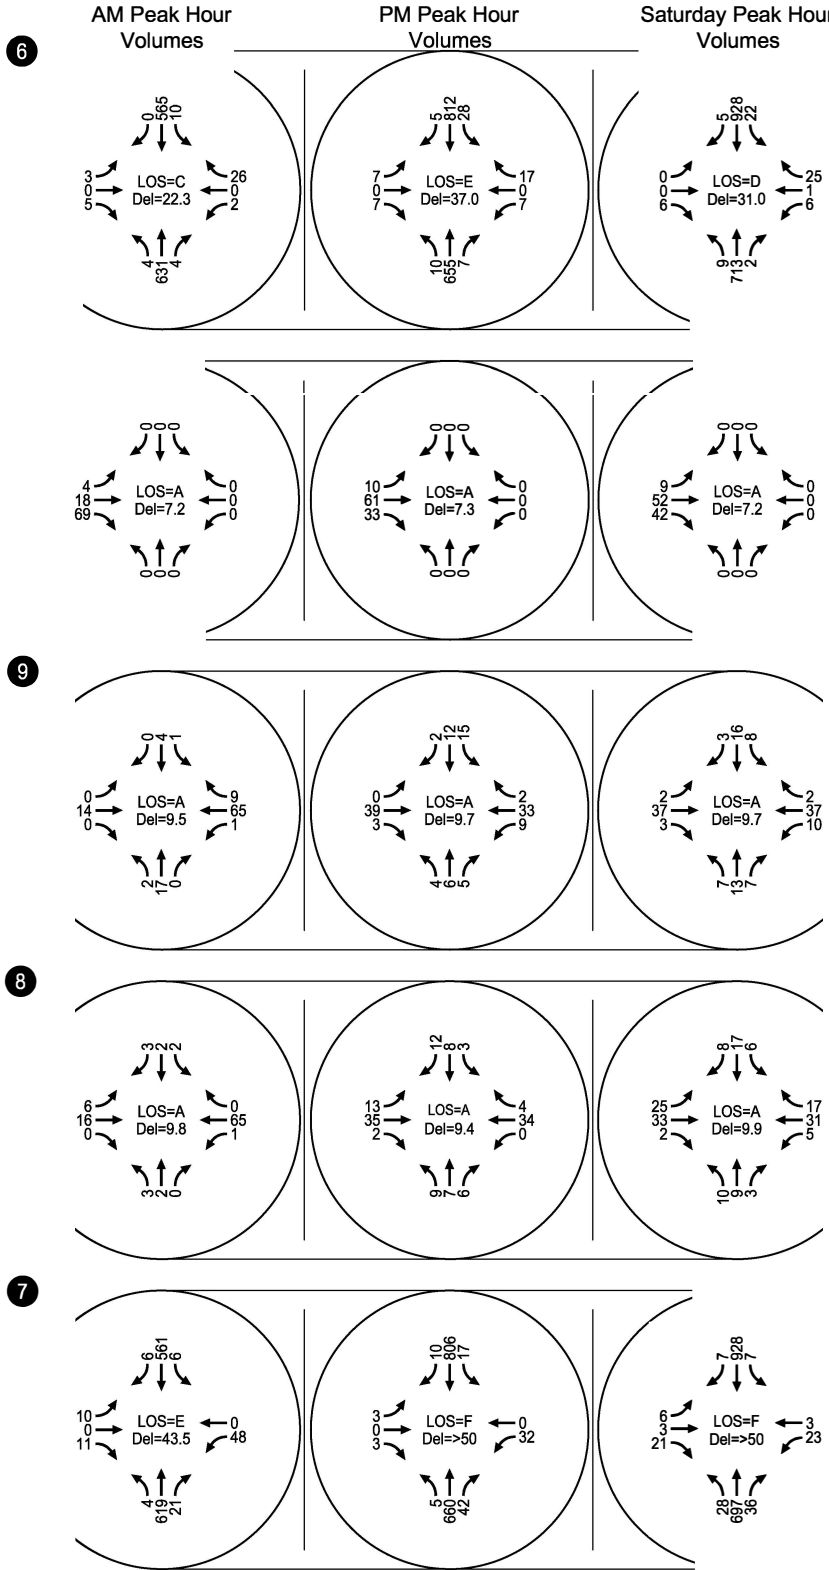 AM Peak Hour
Volumes
PM Peak Hour
Volumes
Saturday Peak Hour
Volumes
6
0 565 10
3
0
5
LOS=C
Del=22.3
26
0
2
4 631 4
5 812 28
7
0
7
LOS=E
Del=37.0
17
0
7
10 655 7
5 928 22
0
0
6
LOS=D
Del=31.0
25
1
6
9 713 2
0 0 0
4
18
69
LOS=A
Del=7.2
0
0
0
0 0 0
0 0 0
10
61
33
LOS=A
Del=7.3
0
0
0
0 0 0
0 0 0
9
52
42
LOS=A
Del=7.2
0
0
0
0 0 0
9
0 4 1
0
14
0
LOS=A
Del=9.5
9
65
1
2 17 0
2 12 15
0
39
3
LOS=A
Del=9.7
2
33
9
4 6 5
3 16 8
2
37
3
LOS=A
Del=9.7
2
37
10
7 13 7
8
3 2 2
6
16
0
LOS=A
Del=9.8
0
65
1
3 2 0
12 8 3
13
35
2
LOS=A
Del=9.4
4
34
0
9 7 6
8 17 6
25
33
2
LOS=A
Del=9.9
17
31
5
10 9 3
7
6 561 6
10
0
11
LOS=E
Del=43.5
0
48
4 619 21
10 806 17
3
0
3
LOS=F
Del=>50
0
32
5 660 42
7 928 7
6
3
21
LOS=F
Del=>50
3
23
28 697 36